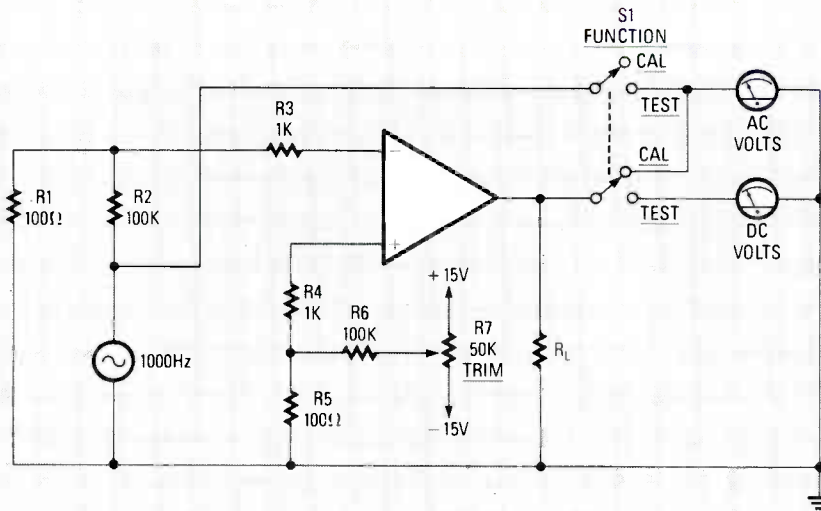 S1
FUNCTION
CAL
TEST
AC
VOLTS
CAL
TEST
DC
VOLTS
R3
1K
R1
100Ω
R2
100K
−
+
R4
1K
R6
100K
+ 15V
R7
50K
TRIM
− 15V
RL
1000Hz
R5
100Ω